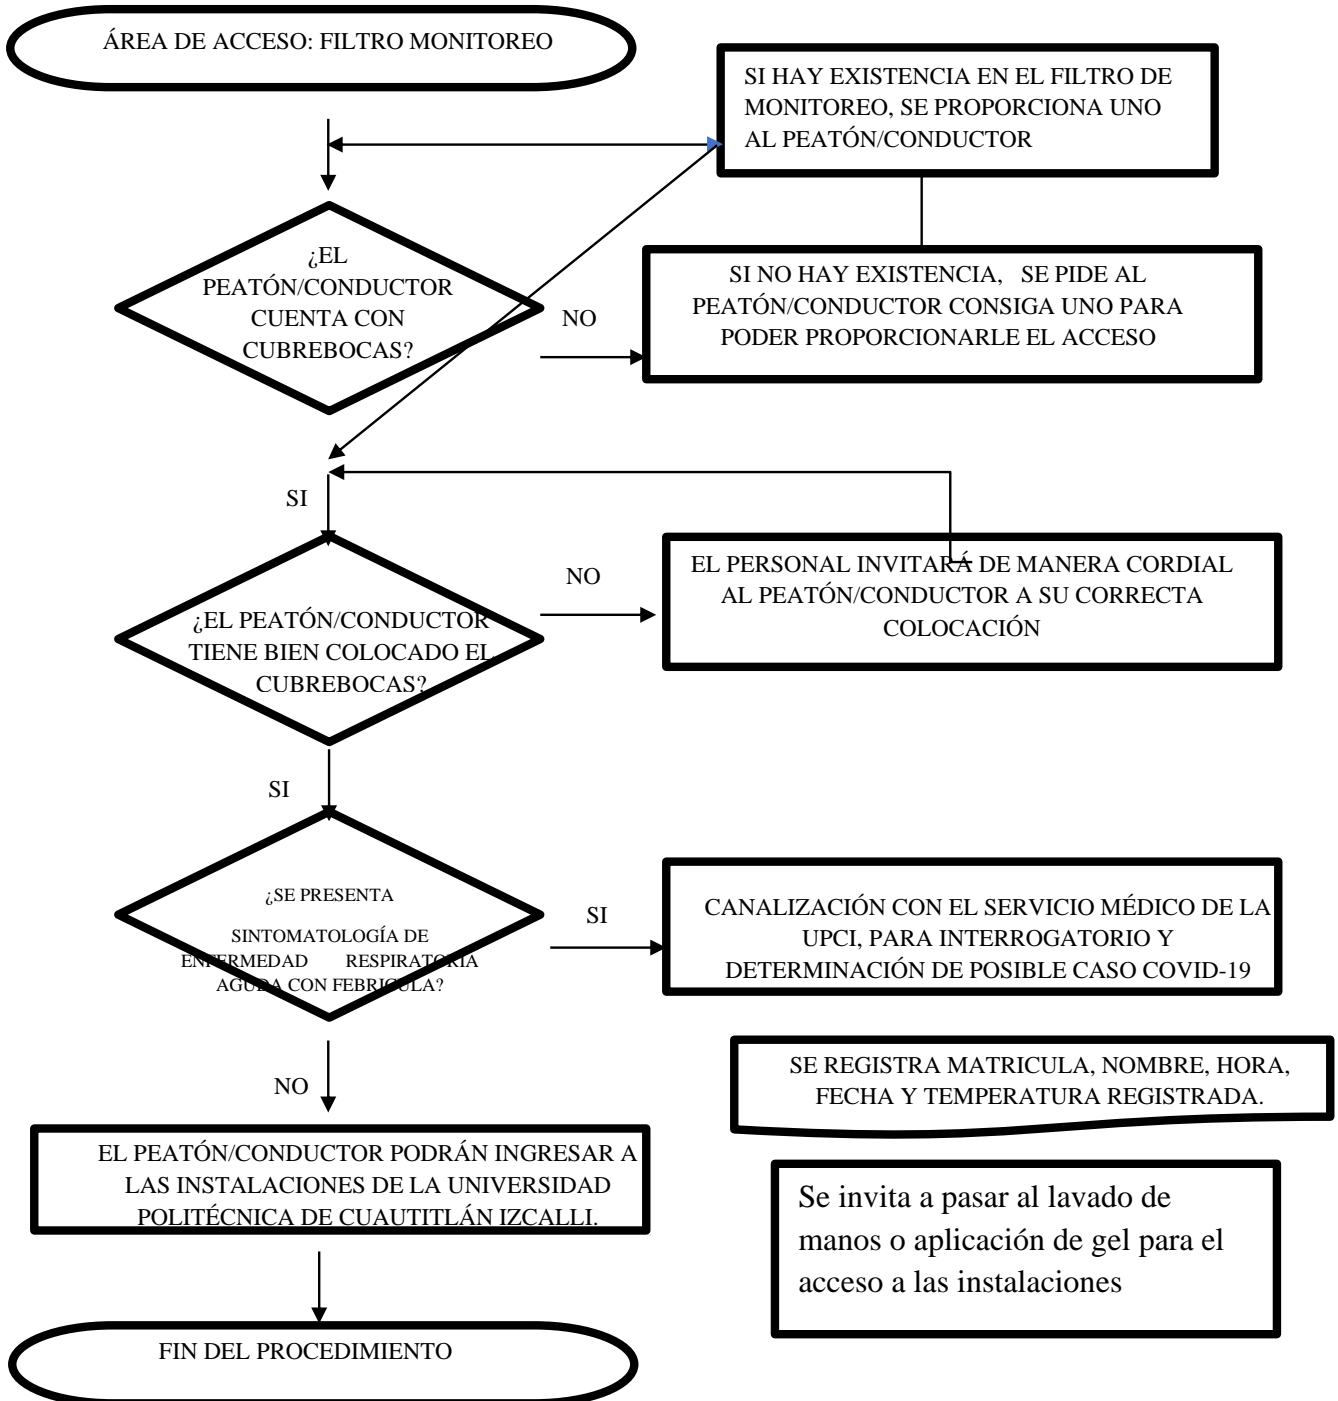 ÁREA DE ACCESO: FILTRO MONITOREO
SI HAY EXISTENCIA EN EL FILTRO DE
MONITOREO, SE PROPORCIONA UNO
AL PEATÓN/CONDUCTOR
¿EL
PEATÓN/CONDUCTOR
CUENTA CON
CUBREBOCAS?
NO
SI NO HAY EXISTENCIA, SE PIDE AL
PEATÓN/CONDUCTOR CONSIGA UNO PARA
PODER PROPORCIONARLE EL ACCESO
SI
¿EL PEATÓN/CONDUCTOR
TIENE BIEN COLOCADO EL
CUBREBOCAS?
NO
EL PERSONAL INVITARÁ DE MANERA CORDIAL
AL PEATÓN/CONDUCTOR A SU CORRECTA
COLOCACIÓN
SI
¿SE PRESENTA
SINTOMATOLOGÍA DE
ENFERMEDAD RESPIRATORIA
AGUDA CON FEBRICULA?
SI
CANALIZACIÓN CON EL SERVICIO MÉDICO DE LA
UPCI, PARA INTERROGATORIO Y
DETERMINACIÓN DE POSIBLE CASO COVID-19
NO
SE REGISTRA MATRICULA, NOMBRE, HORA,
FECHA Y TEMPERATURA REGISTRADA.
EL PEATÓN/CONDUCTOR PODRÁN INGRESAR A
LAS INSTALACIONES DE LA UNIVERSIDAD
POLITÉCNICA DE CUAUTITLÁN IZCALLI.
Se invita a pasar al lavado de
manos o aplicación de gel para el
acceso a las instalaciones
FIN DEL PROCEDIMIENTO